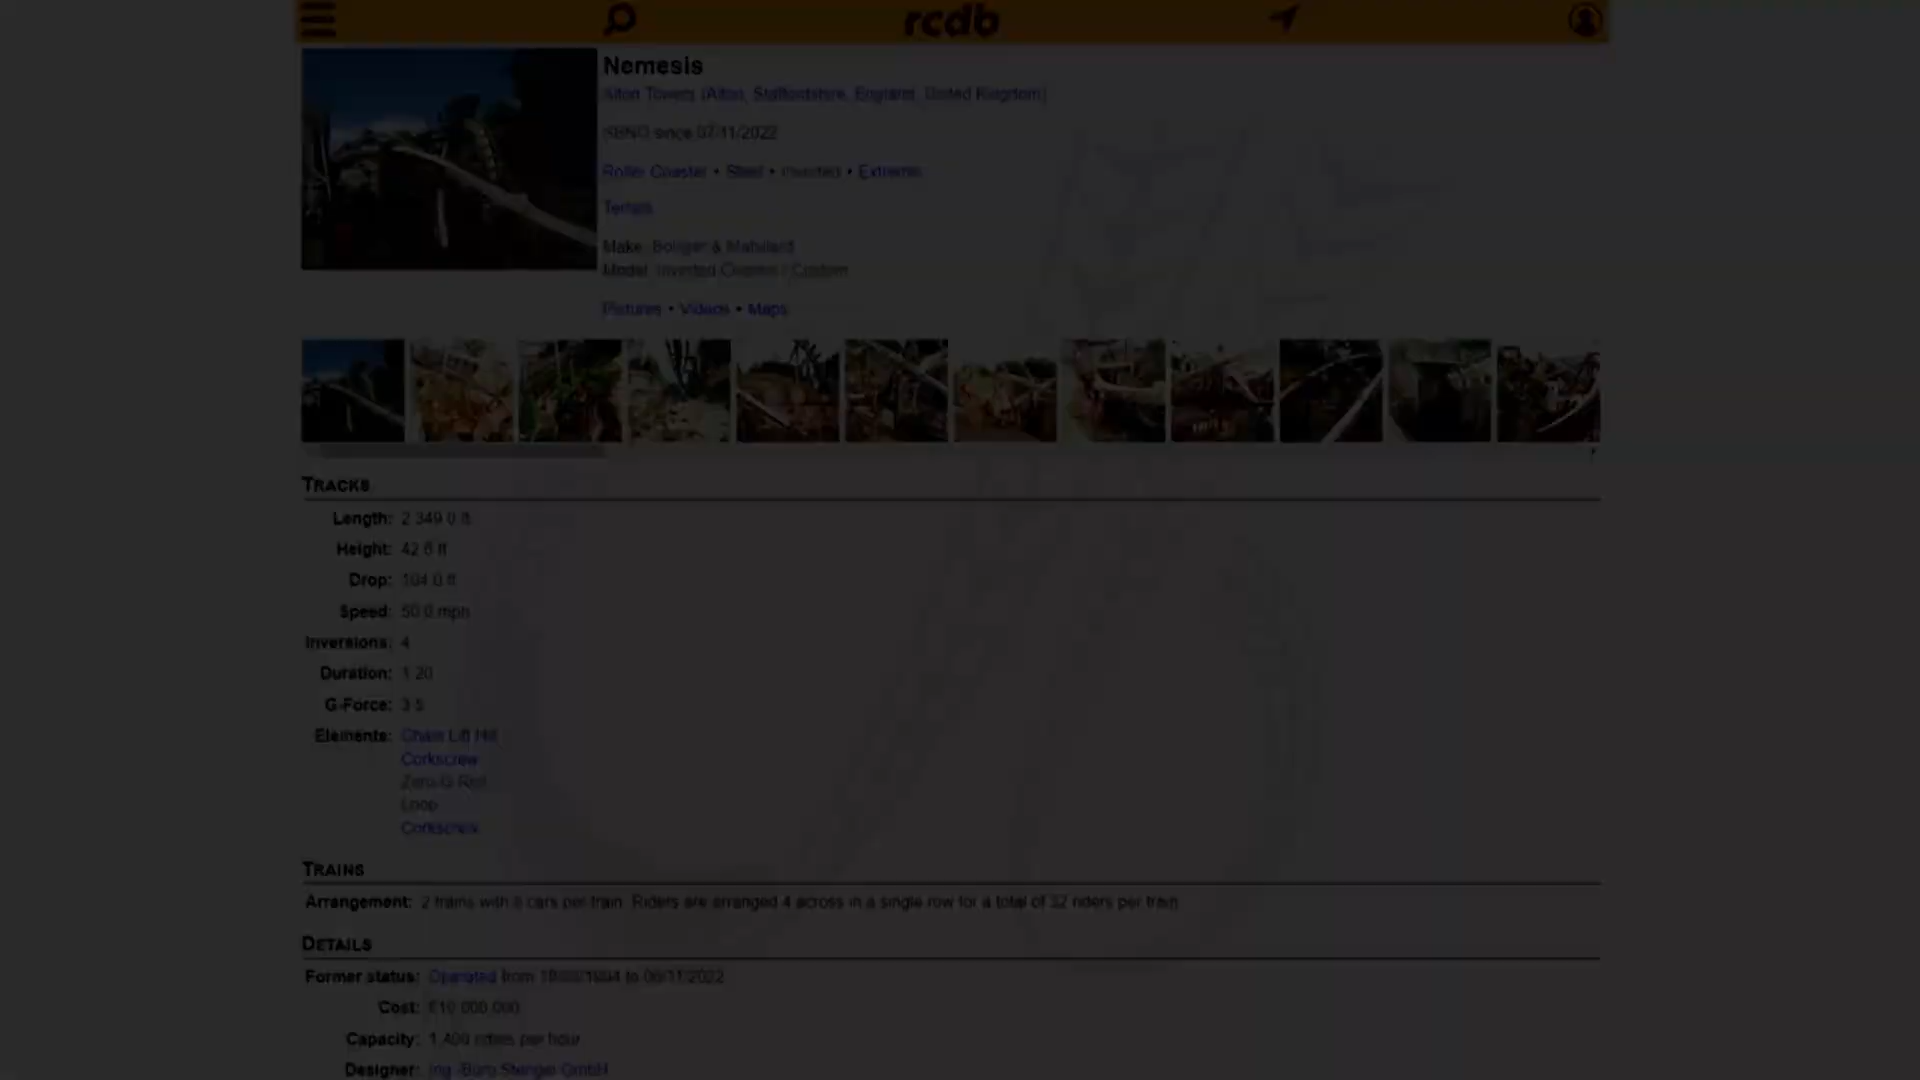 rcdb
Nemesis
Alton Towers (Alton, Staffordshire, England, United Kingdom)
SBNO since 07/11/2022
Roller Coaster • Steel • Inverted • Extreme
Terrain
Make: Bolliger & Mabillard
Model: Inverted Coaster / Custom
Pictures • Videos • Maps
TRACKS
Length: 2 349 0 ft
Height: 42 6 ft
Drop: 104 0 ft
Speed: 50 0 mph
Inversions: 4
Duration: 1 20
G-Force: 3 5
Elements: Chain Lift Hill
Corkscrew
Zero-G Roll
Loop
Corkscrew
TRAINS
Arrangement: 2 trains with 8 cars per train. Riders are arranged 4 across in a single row for a total of 32 riders per train.
DETAILS
Former status: Operated from to 06/11/2022
Cost: £10 000 000
Capacity: 1 400 riders per hour
Designer: Ing.-Büro Stengel GmbH